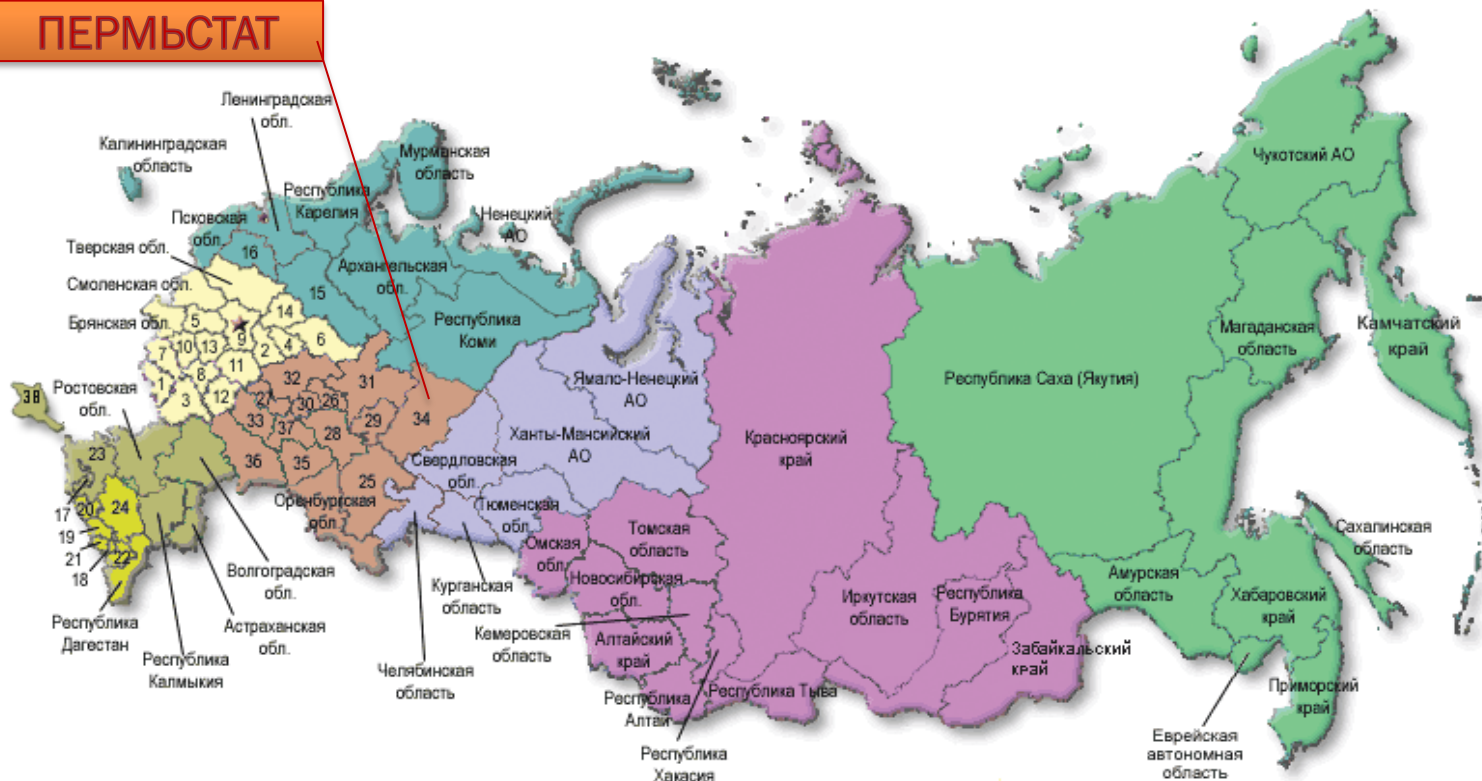 ПЕРМЬСТАТ
Ленинградская
обл.
Калининградская
область
Мурманская
область
Республика
Карелия
Ненецкий
АО
Псковская
обл.
Тверская обл.
16
Архангельская
обл.
Смоленская обл.
15
Брянская обл.
5
14
Республика
Коми
9
6
7
10
13
2
4
11
8
1
3
12
32
31
27
30
26
34
29
33
37
28
36
35
25
38
Ростовская
обл.
23
17
20
24
19
21
22
18
Оренбургская
обл.
Свердловская
обл.
Ямало-Ненецкий
АО
Ханты-Мансийский
АО
Тюменская
обл.
Волгоградская
обл.
Астраханская
обл.
Республика
Дагестан
Республика
Калмыкия
Курганская
область
Челябинская
область
Омская
обл.
Томская
область
Новосибирская
обл.
Кемеровская
область
Алтайский
край
Республика
Алтай
Республика
Хакасия
Республика Тыва
Красноярский
край
Иркутская
область
Республика
Бурятия
Забайкальский
край
Республика Саха (Якутия)
Чукотский АО
Магаданская
область
Камчатский
край
Сахалинская
область
Амурская
область
Хабаровский
край
Приморский
край
Еврейская
автономная
область